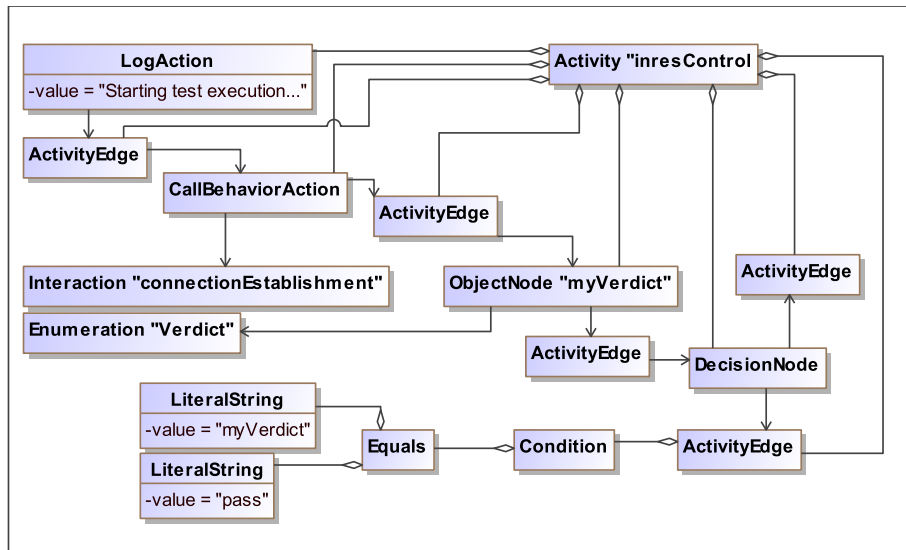 LogAction
-value = "Starting test execution..."
Activity "inresControl
ActivityEdge
CallBehaviorAction
ActivityEdge
Interaction "connectionEstablishment"
ObjectNode "myVerdict"
ActivityEdge
Enumeration "Verdict"
ActivityEdge
DecisionNode
LiteralString
-value = "myVerdict"
Equals
Condition
ActivityEdge
LiteralString
-value = "pass"